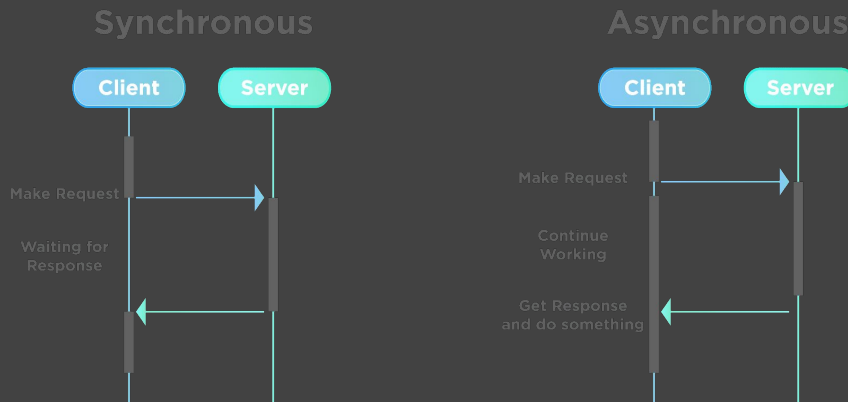 Synchronous
Client
Server
Make Request
Waiting for
Response
Asynchronous
Client
Server
Make Request
Continue
Working
Get Response
and do something